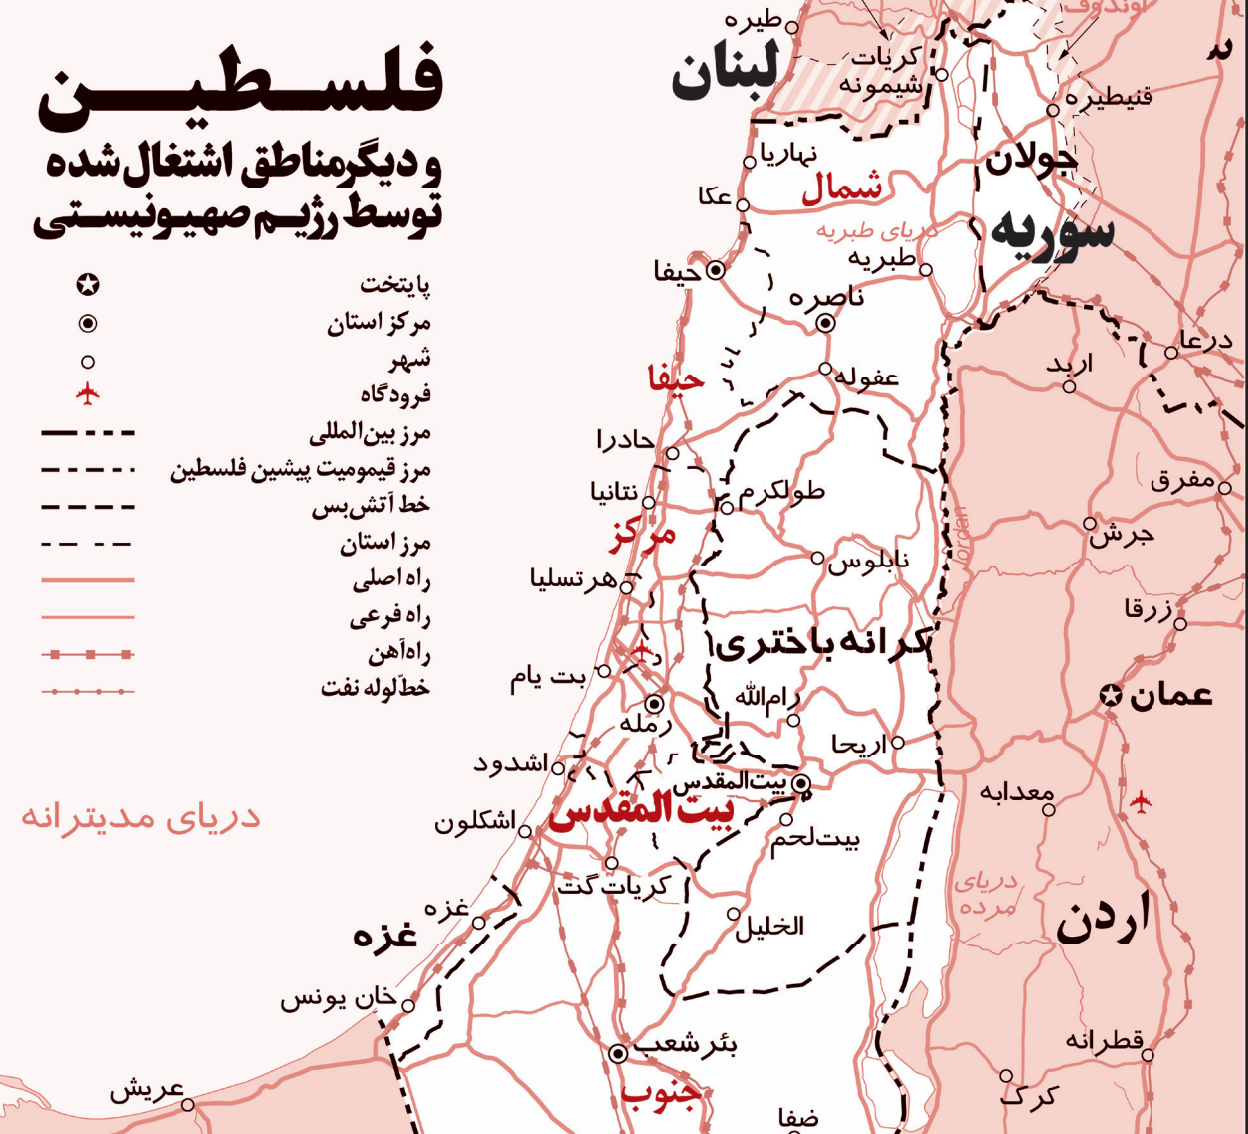 فلسطین
و دیگر مناطق اشتغال شده
توسط رژیم صهیونیستی
پایتخت
مرکز استان
شهر
فرودگاه
مرز بین‌المللی
مرز قیمومیت پیشین فلسطین
خط آتش‌بس
مرز استان
راه اصلی
راه فرعی
راه‌آهن
خطّ لوله نفت
دریای مدیترانه
طیره
لبنان
کریات
شیمونه
قنیطیره
نهاریا
جولان
شمال
عکا
دریای طبریه
سوریه
طبریه
حیفا
ناصره
درعا
اربد
عفوله
حیفا
حادرا
مفرق
نتانیا
طولکرم
مرکز
جرش
Jordan
نابلوس
هرتسلیا
زرقا
کرانه باختری
بت یام
رام‌الله
عمان
رمله
اریحا
اشدود
بیت‌المقدس
معدابه
بیت المقدس
اشکلون
بیت‌لحم
کریات گت
دریای
مرده
غزه
الخلیل
اردن
غزه
خان یونس
بئر شعب
قطرانه
جنوب
عریش
کرک
ضفا